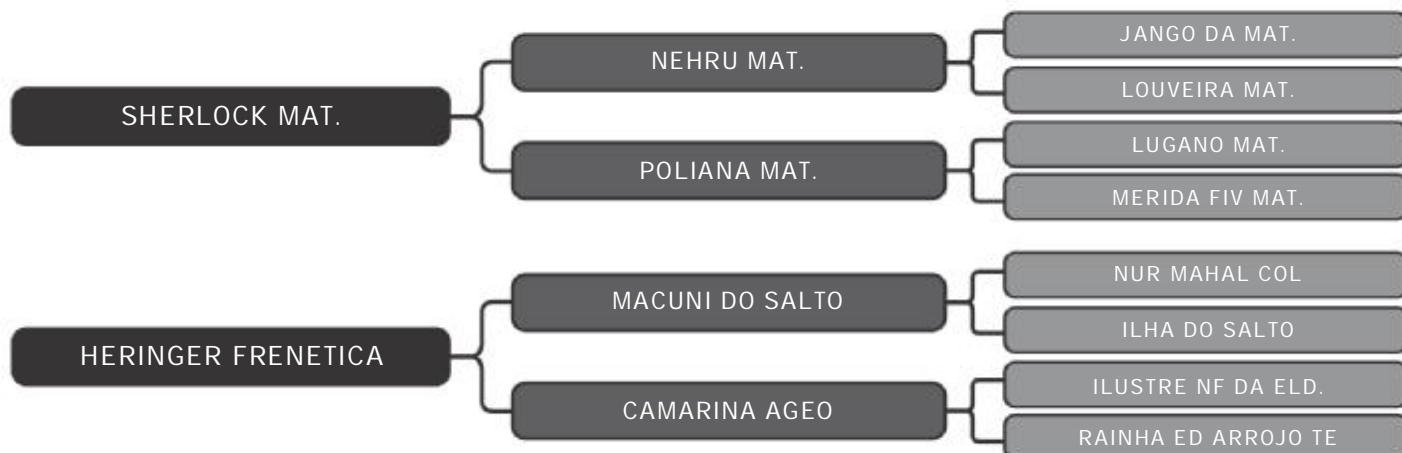 SHERLOCK MAT.
NEHRU MAT.
JANGO DA MAT.
LOUVEIRA MAT.
POLIANA MAT.
LUGANO MAT.
MERIDA FIV MAT.
HERINGER FRENETICA
MACUNI DO SALTO
NUR MAHAL COL
ILHA DO SALTO
CAMARINA AGEO
ILUSTRE NF DA ELD.
RAINHA ED ARROJO TE